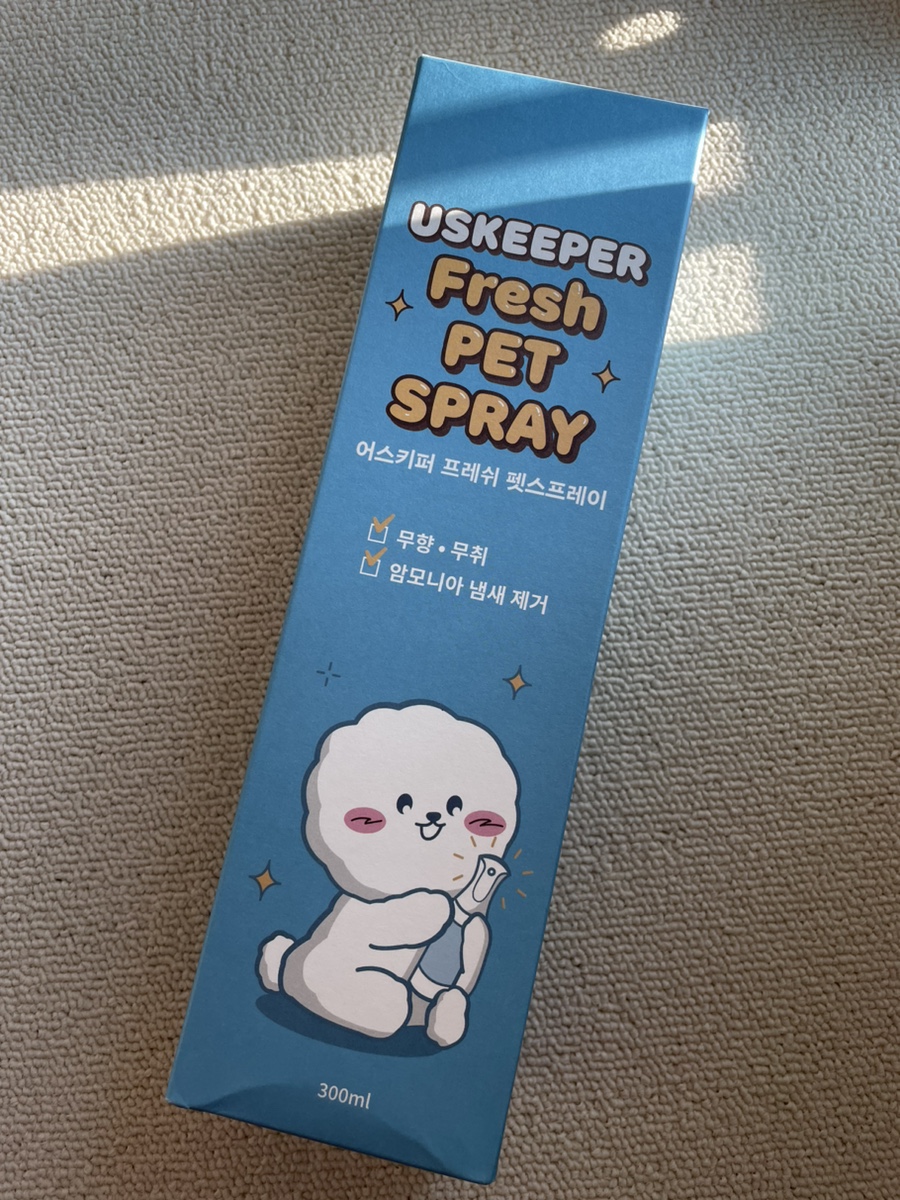 USKEEPER
Fresh
PET
SPRAY
어스키퍼 프레쉬 펫스프레이
무향 • 무취
암모니아 냄새 제거
300ml